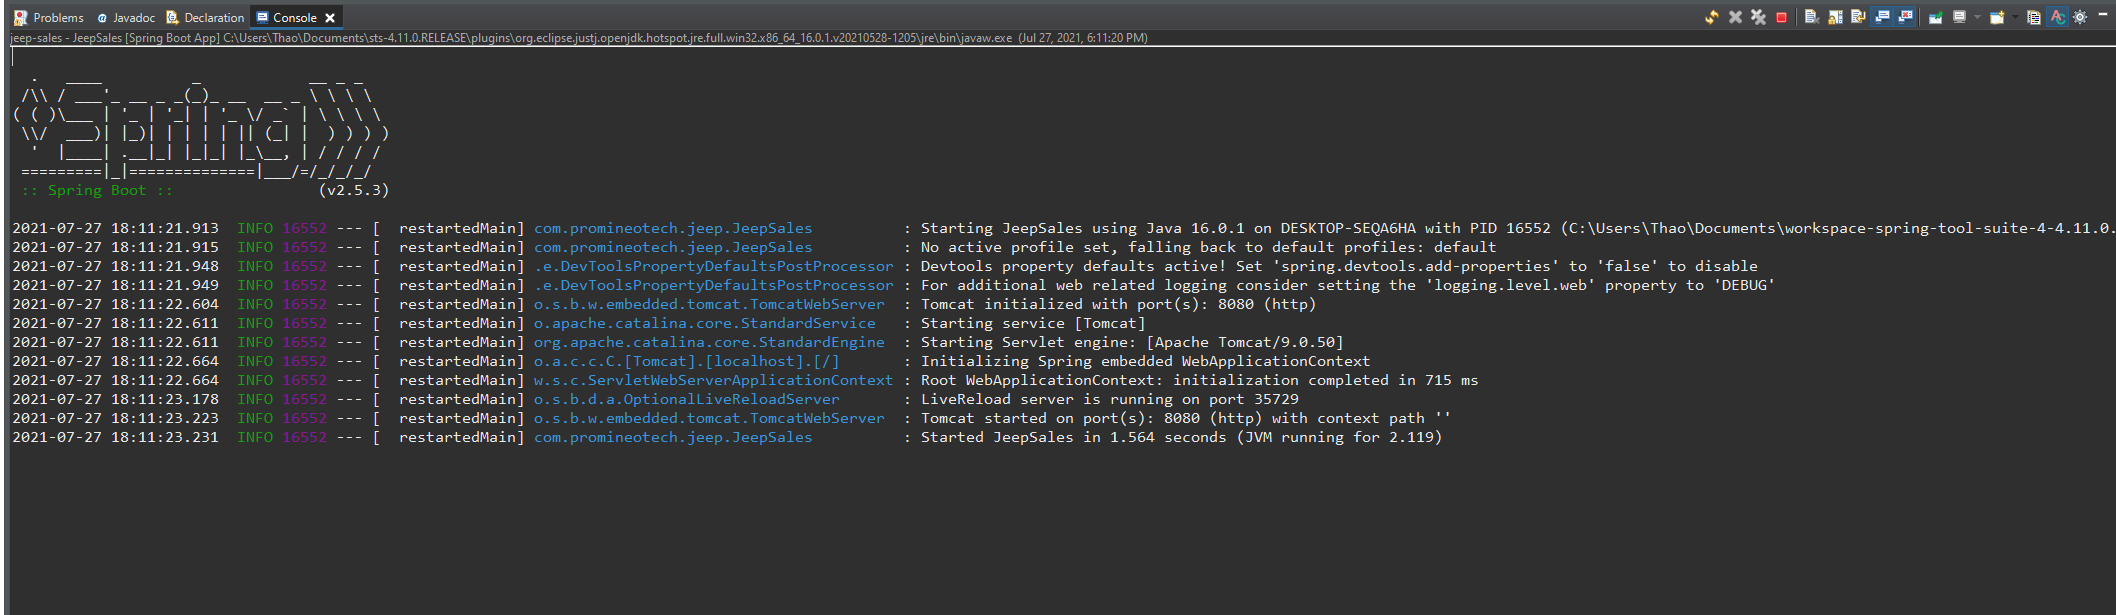 Problems Javadoc Declaration Console
jeep-sales - JeepSales [Spring Boot App] C:\Users\Thao\Documents\sts-4.11.0.RELEASE\plugins\org.eclipse.justj.openjdk.hotspot.jre.full.win32.x86_64_16.0.1.v20210528-1205\jre\bin\javaw.exe (Jul 27, 2021, 6:11:20 PM)
  .   ____          _            __ _ _
 /\\ / ___'_ __ _ _(_)_ __  __ _ \ \ \ \
( ( )\___ | '_ | '_| | '_ \/ _` | \ \ \ \
 \\/  ___)| |_)| | | | | || (_| |  ) ) ) )
  '  |____| .__|_| |_|_| |_\__, | / / / /
 =========|_|==============|___/=/_/_/_/
 :: Spring Boot ::                (v2.5.3)
2021-07-27 18:11:21.913  INFO 16552 --- [  restartedMain] com.promineotech.jeep.JeepSales          : Starting JeepSales using Java 16.0.1 on DESKTOP-SEQA6HA with PID 16552 (C:\Users\Thao\Documents\workspace-spring-tool-suite-4-4.11.0.
2021-07-27 18:11:21.915  INFO 16552 --- [  restartedMain] com.promineotech.jeep.JeepSales          : No active profile set, falling back to default profiles: default
2021-07-27 18:11:21.948  INFO 16552 --- [  restartedMain] .e.DevToolsPropertyDefaultsPostProcessor : Devtools property defaults active! Set 'spring.devtools.add-properties' to 'false' to disable
2021-07-27 18:11:21.949  INFO 16552 --- [  restartedMain] .e.DevToolsPropertyDefaultsPostProcessor : For additional web related logging consider setting the 'logging.level.web' property to 'DEBUG'
2021-07-27 18:11:22.604  INFO 16552 --- [  restartedMain] o.s.b.w.embedded.tomcat.TomcatWebServer  : Tomcat initialized with port(s): 8080 (http)
2021-07-27 18:11:22.611  INFO 16552 --- [  restartedMain] o.apache.catalina.core.StandardService   : Starting service [Tomcat]
2021-07-27 18:11:22.611  INFO 16552 --- [  restartedMain] org.apache.catalina.core.StandardEngine  : Starting Servlet engine: [Apache Tomcat/9.0.50]
2021-07-27 18:11:22.664  INFO 16552 --- [  restartedMain] o.a.c.c.C.[Tomcat].[localhost].[/]       : Initializing Spring embedded WebApplicationContext
2021-07-27 18:11:22.664  INFO 16552 --- [  restartedMain] w.s.c.ServletWebServerApplicationContext : Root WebApplicationContext: initialization completed in 715 ms
2021-07-27 18:11:23.178  INFO 16552 --- [  restartedMain] o.s.b.d.a.OptionalLiveReloadServer       : LiveReload server is running on port 35729
2021-07-27 18:11:23.223  INFO 16552 --- [  restartedMain] o.s.b.w.embedded.tomcat.TomcatWebServer  : Tomcat started on port(s): 8080 (http) with context path ''
2021-07-27 18:11:23.231  INFO 16552 --- [  restartedMain] com.promineotech.jeep.JeepSales          : Started JeepSales in 1.564 seconds (JVM running for 2.119)